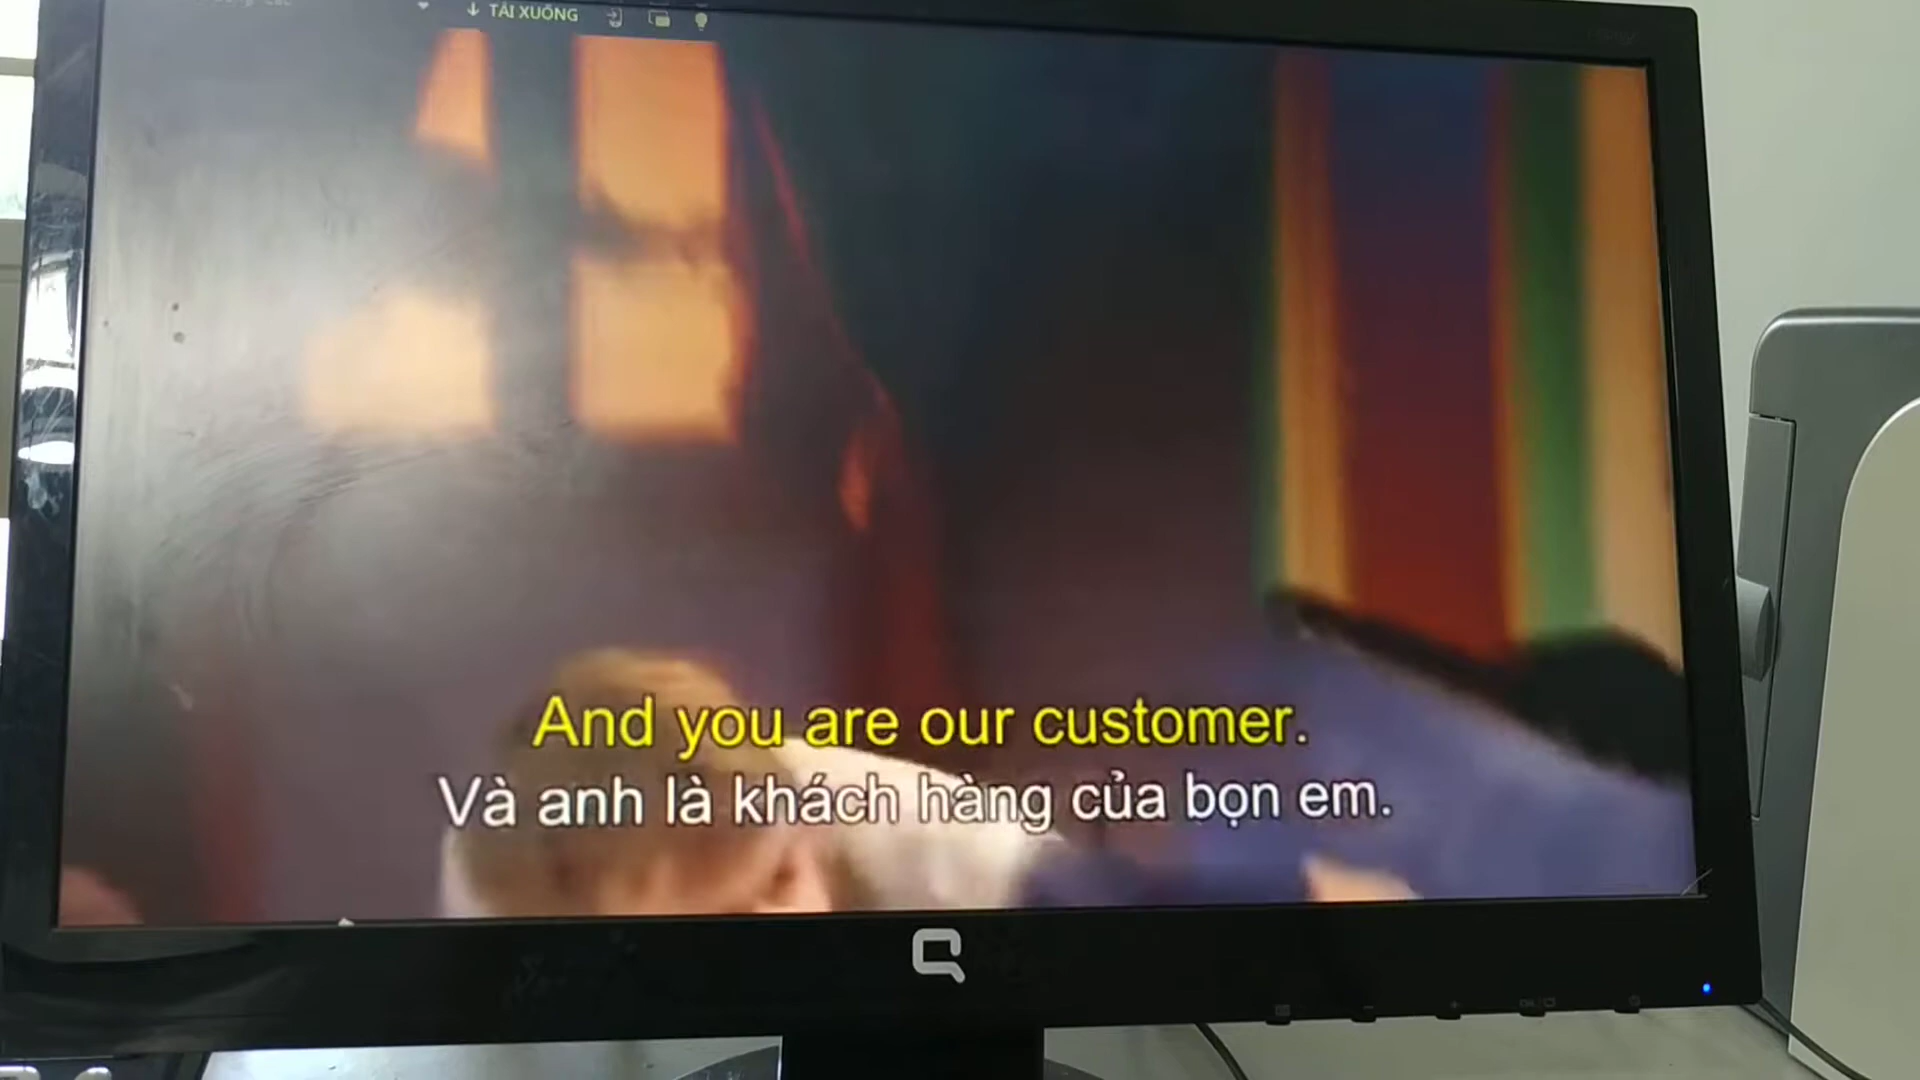 TẢI XUỐNG
And you are our customer.
Và anh là khách hàng của bọn em.